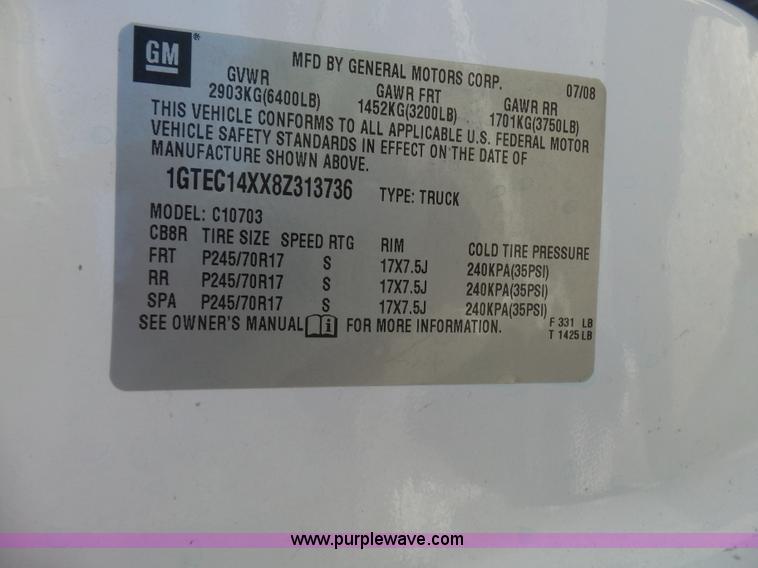 GM
MFD BY GENERAL MOTORS CORP. 07/08
GVWR GAWR FRT GAWR RR
2903KG(6400LB) 1452KG(3200LB) 1701KG(3750LB)
THIS VEHICLE CONFORMS TO ALL APPLICABLE U.S. FEDERAL MOTOR
VEHICLE SAFETY STANDARDS IN EFFECT ON THE DATE OF
MANUFACTURE SHOWN ABOVE.
1GTEC14XX8Z313736 TYPE: TRUCK
MODEL: C10703
CB8R TIRE SIZE SPEED RTG RIM COLD TIRE PRESSURE
FRT P245/70R17 S 17X7.5J 240KPA(35PSI)
RR P245/70R17 S 17X7.5J 240KPA(35PSI)
SPA P245/70R17 S 17X7.5J 240KPA(35PSI)
SEE OWNER'S MANUAL i FOR MORE INFORMATION. F 331 LB
T 1425 LB
www.purplewave.com